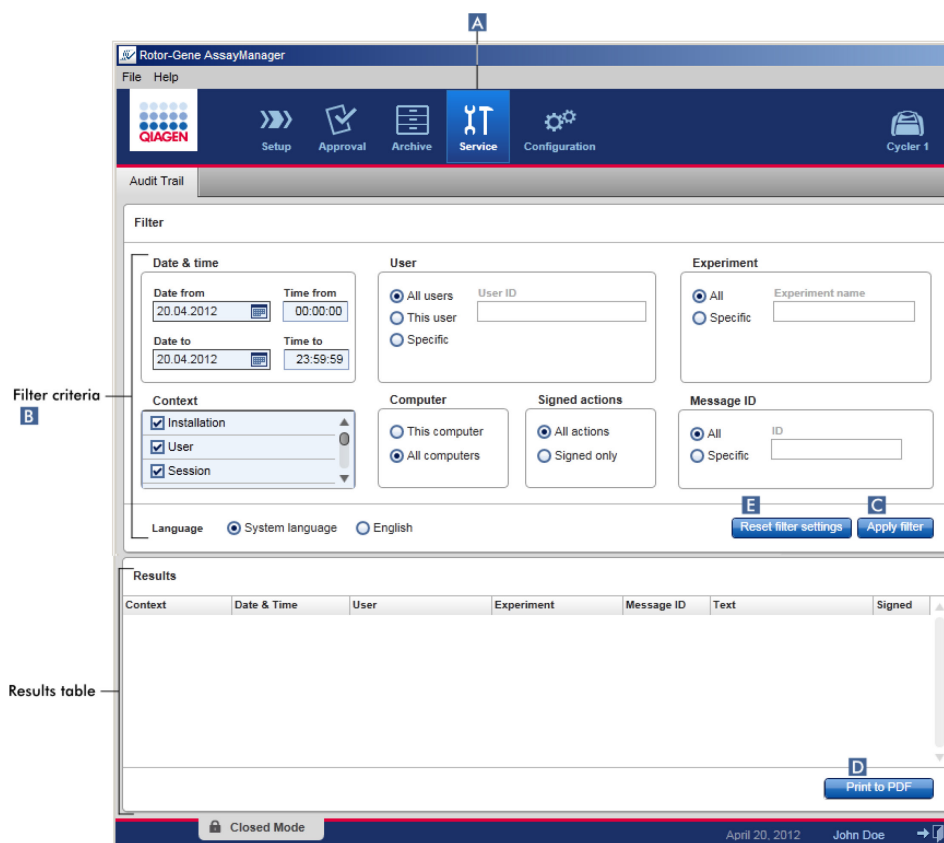 A
Rotor-Gene AssayManager
File Help
QIAGEN
Setup Approval Archive Service Configuration Cycler 1
Audit Trail
Filter
Date & time User Experiment
Date from Time from All users User ID All Experiment name
20.04.2012 00:00:00 This user Specific
Date to Time to Specific
20.04.2012 23:59:59
Filter criteria
B
Context Computer Signed actions Message ID
Installation This computer All actions All ID
User All computers Signed only Specific
Session
E C
Language System language English Reset filter settings Apply filter
Results
Context Date & Time User Experiment Message ID Text Signed
Results table
D
Print to PDF
Closed Mode
April 20, 2012 John Doe